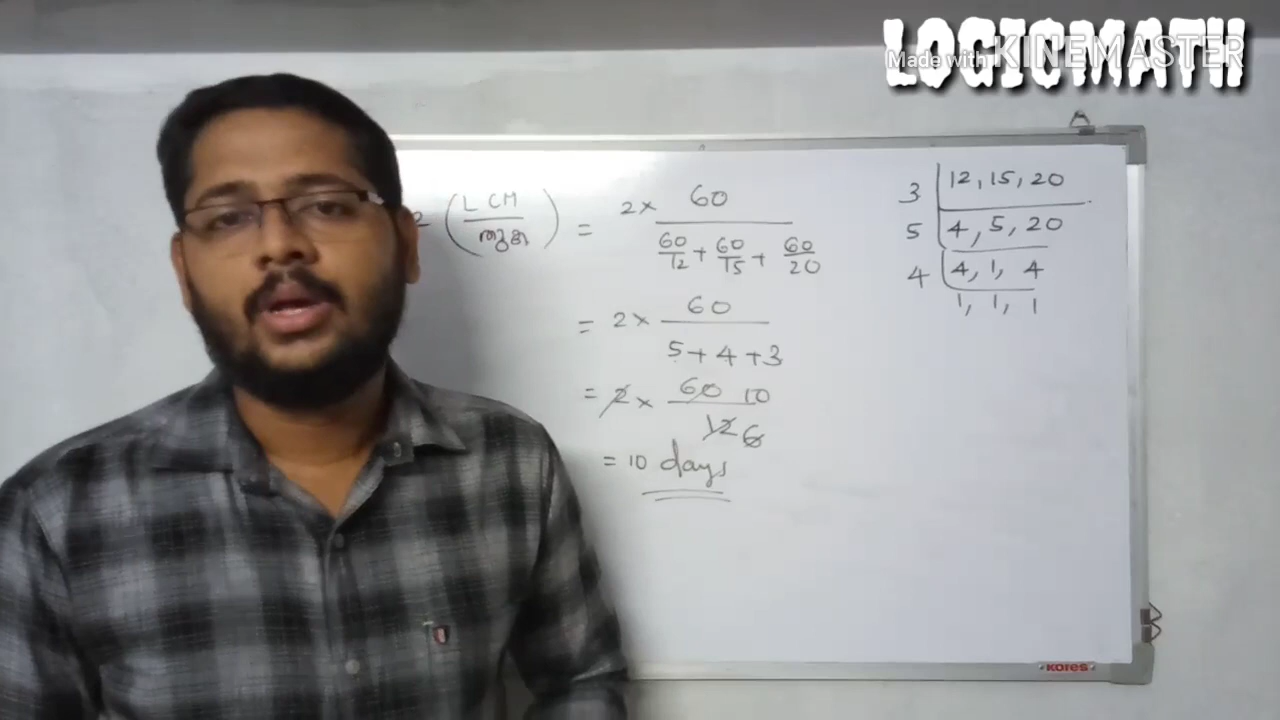 LOGICMATH
Made with KINEMASTER
2 ( LCM / തുക ) = 2 × 60 / 60/12 + 60/15 + 60/20
= 2 × 60 / 5 + 4 + 3
= 2 × 60 10 / 12 6
= 10 days
3 12, 15, 20
5 4, 5, 20
4 4, 1, 4
1, 1, 1
KORES